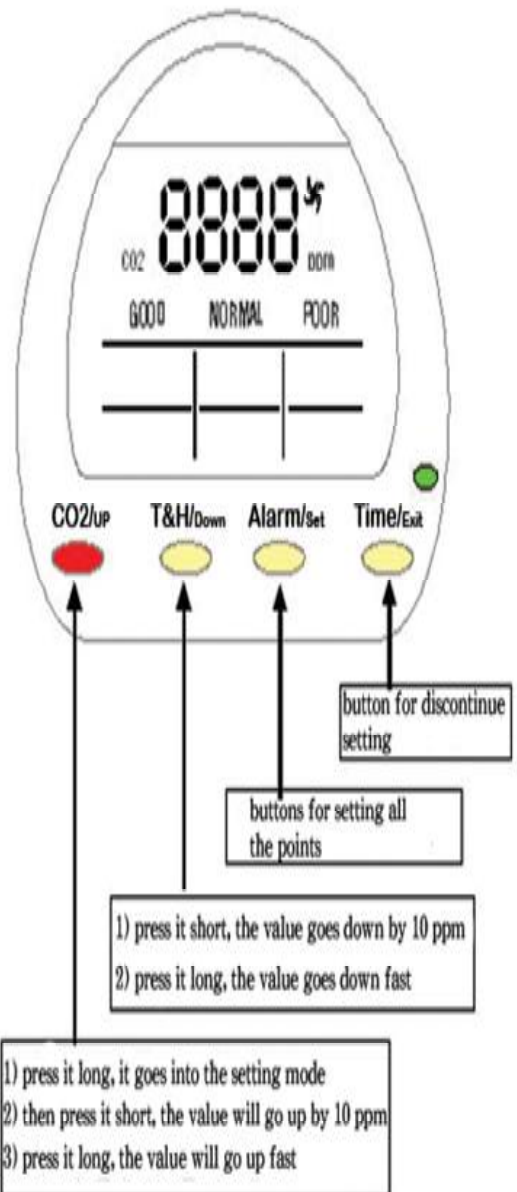 8888
CO2 ppm
GOOD NORMAL POOR
CO2/UP T&H/Down Alarm/Set Time/Exit
button for discontinue
setting
buttons for setting all
the points
1) press it short, the value goes down by 10 ppm
2) press it long, the value goes down fast
1) press it long, it goes into the setting mode
2) then press it short, the value will go up by 10 ppm
3) press it long, the value will go up fast